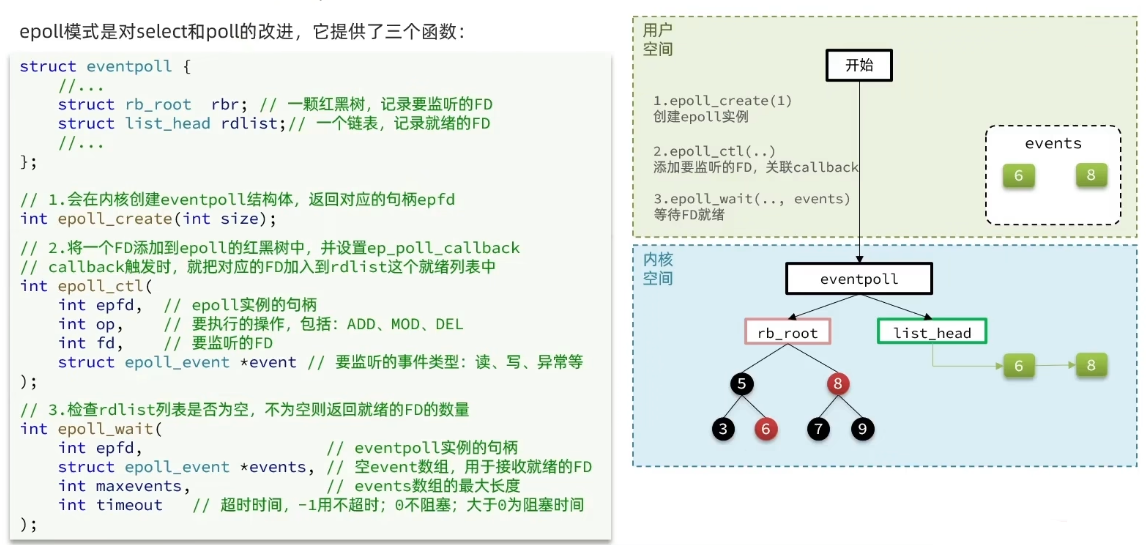 epoll模式是对select和poll的改进，它提供了三个函数：
struct eventpoll {
//...
struct rb_root rbr; // 一颗红黑树，记录要监听的FD
struct list_head rdlist;// 一个链表，记录就绪的FD
//...
};
// 1.会在内核创建eventpoll结构体，返回对应的句柄epfd
int epoll_create(int size);
// 2.将一个FD添加到epoll的红黑树中，并设置ep_poll_callback
// callback触发时，就把对应的FD加入到rdlist这个就绪列表中
int epoll_ctl(
int epfd, // epoll实例的句柄
int op, // 要执行的操作，包括：ADD、MOD、DEL
int fd, // 要监听的FD
struct epoll_event *event // 要监听的事件类型：读、写、异常等
);
// 3.检查rdlist列表是否为空，不为空则返回就绪的FD的数量
int epoll_wait(
int epfd, // eventpoll实例的句柄
struct epoll_event *events, // 空event数组，用于接收就绪的FD
int maxevents, // events数组的最大长度
int timeout // 超时时间，-1用不超时；0不阻塞；大于0为阻塞时间
);
用户
空间
开始
1.epoll_create(1)
创建epoll实例
2.epoll_ctl(..)
添加要监听的FD，关联callback
3.epoll_wait(.., events)
等待FD就绪
events
6 8
内核
空间
eventpoll
rb_root list_head
6 8
5 8
3 6 7 9